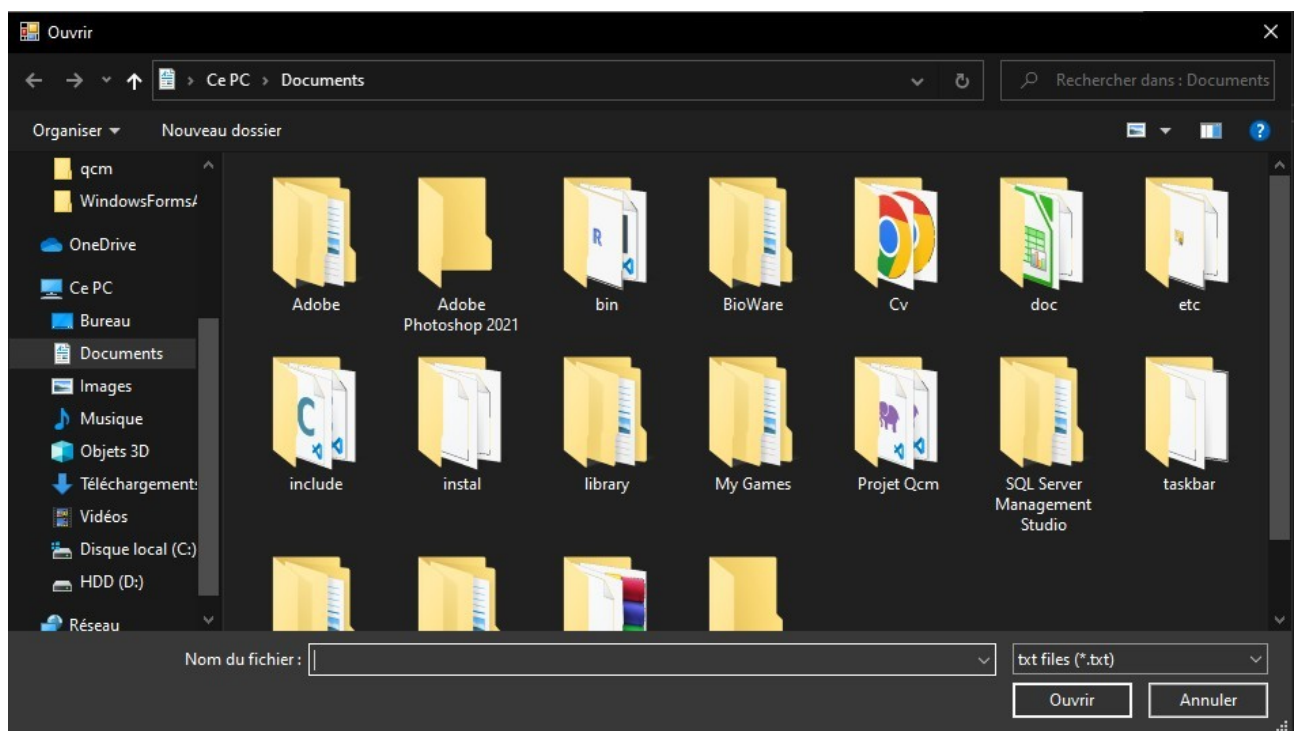 Ouvrir
Ce PC > Documents
Rechercher dans : Documents
Organiser
Nouveau dossier
qcm
WindowsFormsA
OneDrive
Ce PC
Bureau
Documents
Images
Musique
Objets 3D
Téléchargements
Vidéos
Disque local (C:)
HDD (D:)
Réseau
Adobe
Adobe
Photoshop 2021
bin
BioWare
Cv
doc
etc
include
instal
library
My Games
Projet Qcm
SQL Server
Management
Studio
taskbar
Nom du fichier :
txt files (*.txt)
Ouvrir
Annuler